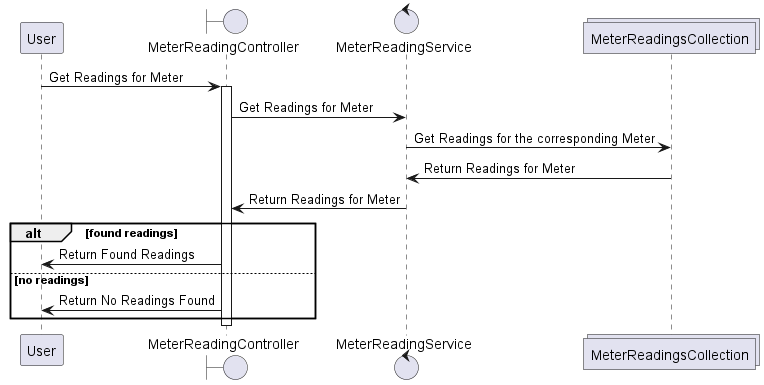 User
MeterReadingController
MeterReadingService
MeterReadingsCollection
Get Readings for Meter
Get Readings for Meter
Get Readings for the corresponding Meter
Return Readings for Meter
Return Readings for Meter
alt [found readings]
Return Found Readings
[no readings]
Return No Readings Found
User
MeterReadingController
MeterReadingService
MeterReadingsCollection